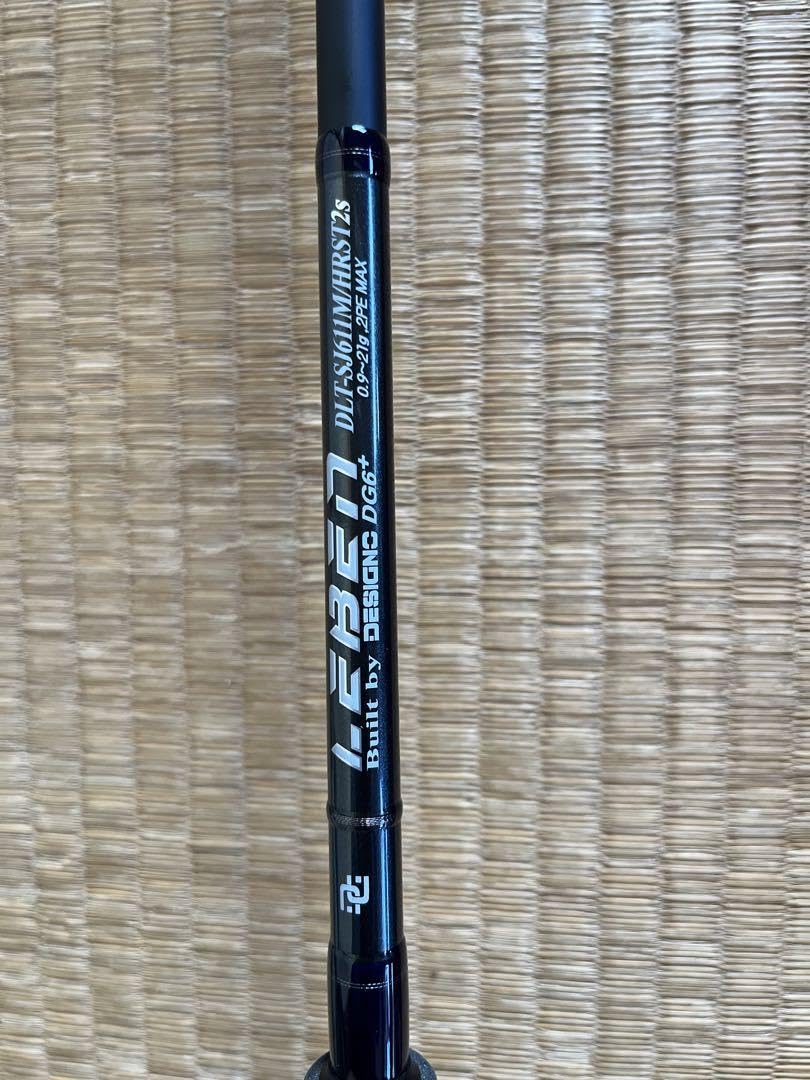 LEBEN
DLT-SJ611M/HRST2s
Built by DESIGNO DG6+
0.9~21g ,2PE MAX